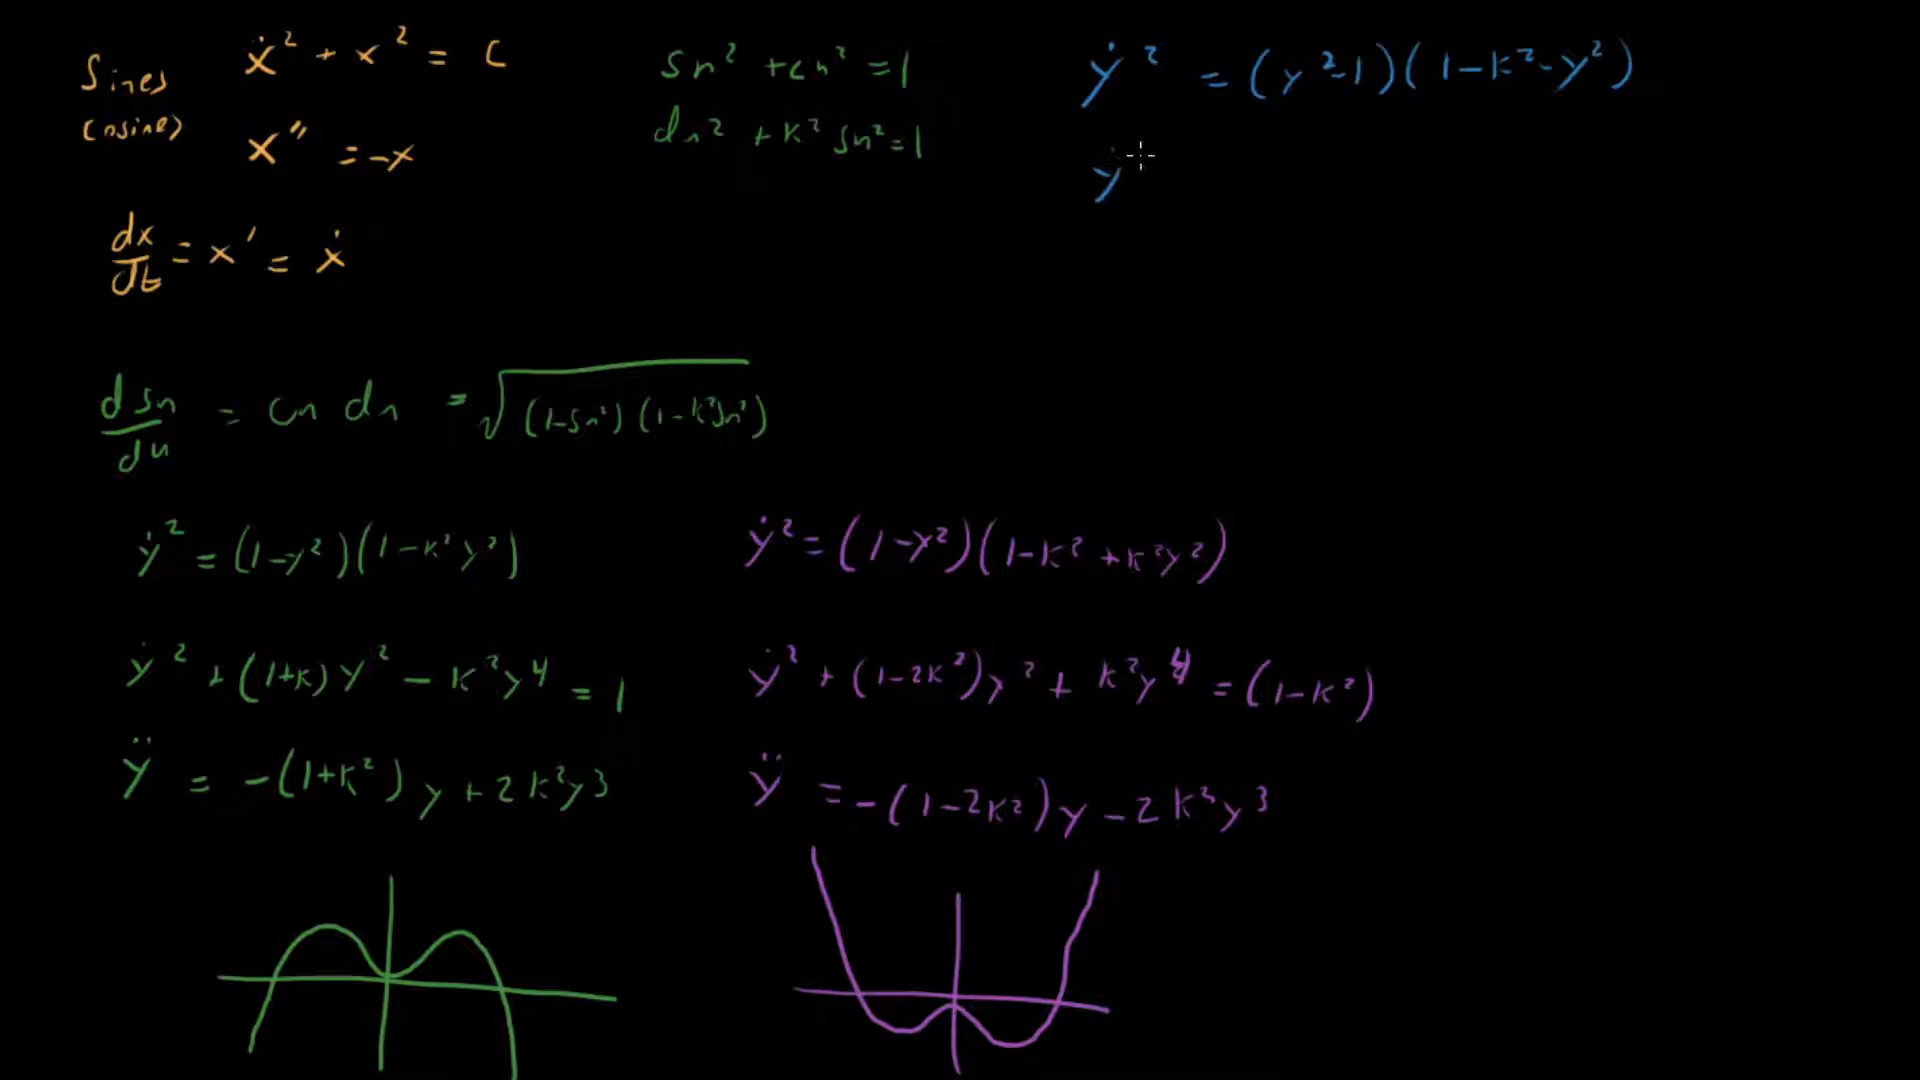 Sines ẋ² + x² = C
(cosine) x'' = -x
dx/dt = x' = ẋ
sn² + cn² = 1
dn² + k² sn² = 1
ẏ² = (y²-1)(1-k²-y²)
ẏ
d sn/du = cn dn = √(1-sn²)(1-k²sn²)
ẏ² = (1-y²)(1-k²y²)
ẏ² + (1+k)y² - k²y⁴ = 1
ÿ = -(1+k²)y + 2k²y³
ẏ² = (1-y²)(1-k² + k²y²)
ẏ² + (1-2k²)y² + k²y⁴ = (1-k²)
ÿ = -(1-2k²)y - 2k²y³